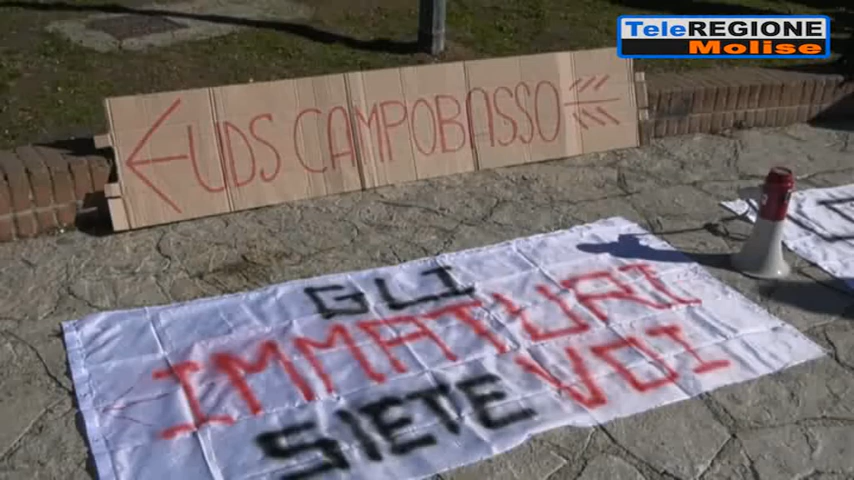 TeleREGIONE
Molise
UDS CAMPOBASSO
GLI
IMMATURI
SIETE VOI